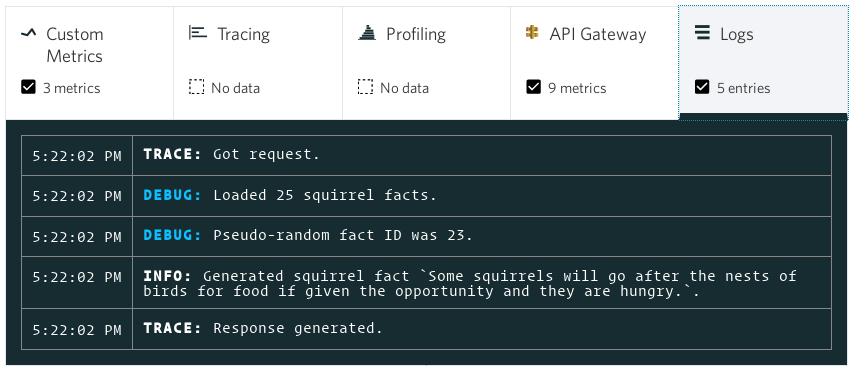 Custom Metrics
3 metrics
Tracing
No data
Profiling
No data
API Gateway
9 metrics
Logs
5 entries
5:22:02 PM TRACE: Got request.
5:22:02 PM DEBUG: Loaded 25 squirrel facts.
5:22:02 PM DEBUG: Pseudo-random fact ID was 23.
5:22:02 PM INFO: Generated squirrel fact `Some squirrels will go after the nests of
birds for food if given the opportunity and they are hungry.`.
5:22:02 PM TRACE: Response generated.